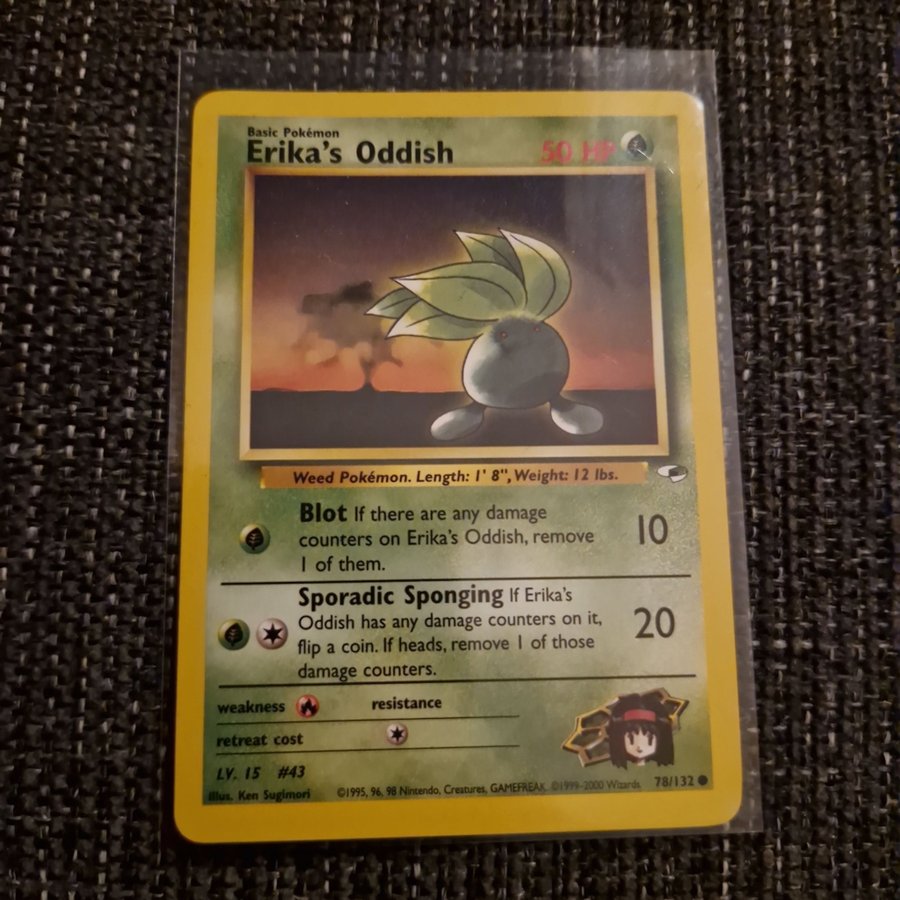 Basic Pokémon
Erika's Oddish 50 HP
Weed Pokémon. Length: 1' 8", Weight: 12 lbs.
Blot If there are any damage
counters on Erika's Oddish, remove
1 of them.
10
Sporadic Sponging If Erika's
Oddish has any damage counters on it,
flip a coin. If heads, remove 1 of those
damage counters.
20
weakness resistance
retreat cost
LV. 15 #43
Illus. Ken Sugimori ©1995, 96, 98 Nintendo, Creatures, GAMEFREAK. ©1999-2000 Wizards. 78/132